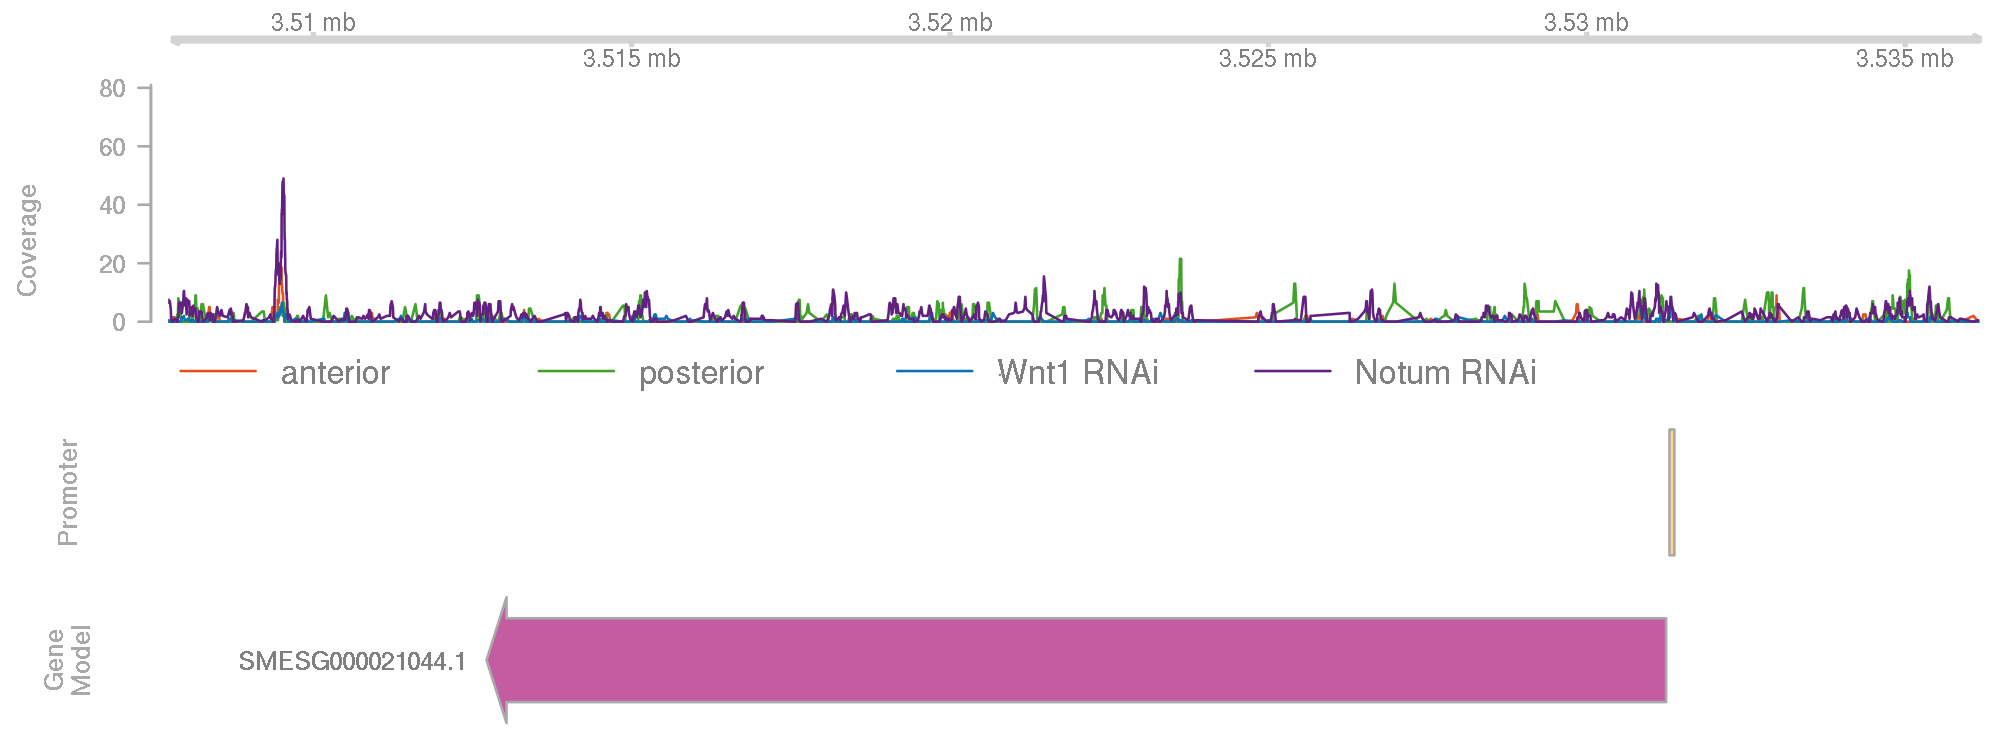 3.51 mb 3.52 mb 3.53 mb
3.515 mb 3.525 mb 3.535 mb
80
60
40
20
0
Coverage
anterior posterior Wnt1 RNAi Notum RNAi
Promoter
Gene
Model
SMESG000021044.1